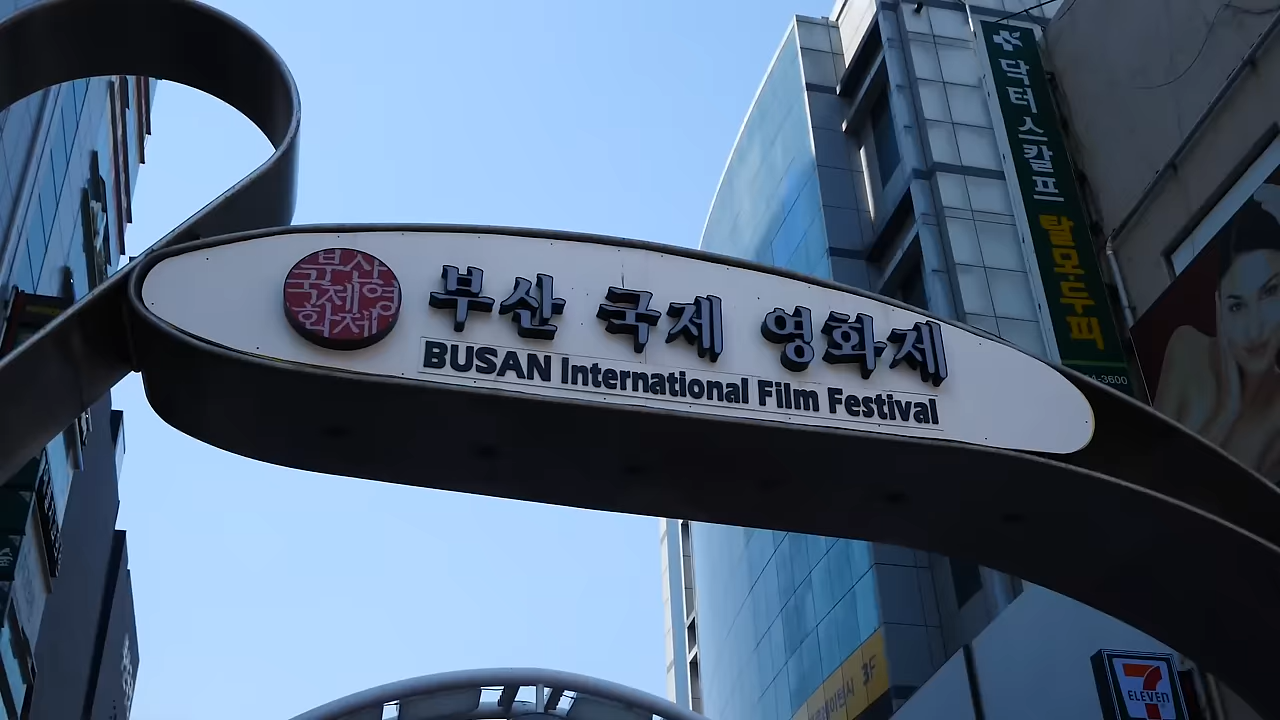 부산
국제영
화제
부산 국제 영화제
BUSAN International Film Festival
닥터스칼프
탈모·두피
-3600
3F
7
ELEVEN